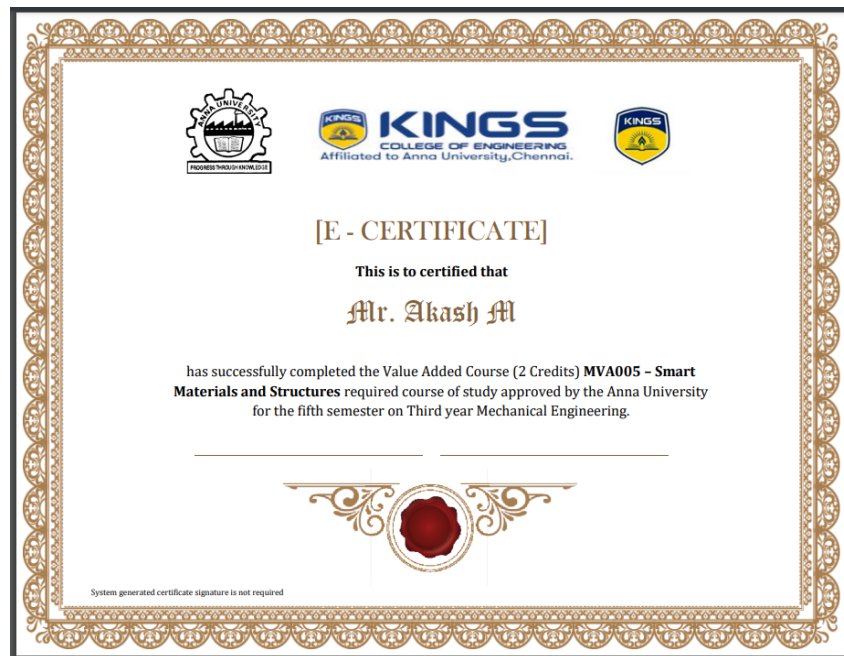 ANNA UNIVERSITY
PROGRESS THROUGH KNOWLEDGE
KINGS
KINGS
COLLEGE OF ENGINEERING
Affiliated to Anna University,Chennai.
KINGS
[E - CERTIFICATE]
This is to certified that
Mr. Akash M
has successfully completed the Value Added Course (2 Credits) MVA005 – Smart
Materials and Structures required course of study approved by the Anna University
for the fifth semester on Third year Mechanical Engineering.
System generated certificate signature is not required